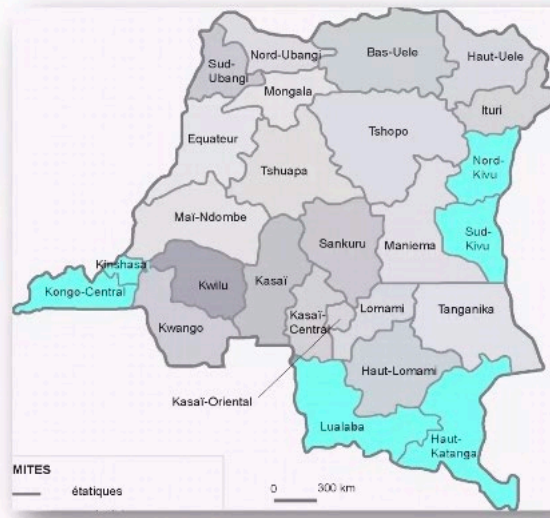 Nord-Ubangi
Bas-Uele
Haut-Uele
Sud-
Ubangi
Mongala
Ituri
Equateur
Tshopo
Nord-
Kivu
Tshuapa
Maï-Ndombe
Sankuru
Maniema
Sud-
Kivu
Kinshasa
Kongo-Central
Kwilu
Kasaï
Kwango
Kasaï-
Central
Lomami
Tanganika
Haut-Lomami
Kasaï-Oriental
Lualaba
Haut-
Katanga
MITES
étatiques
0 300 km